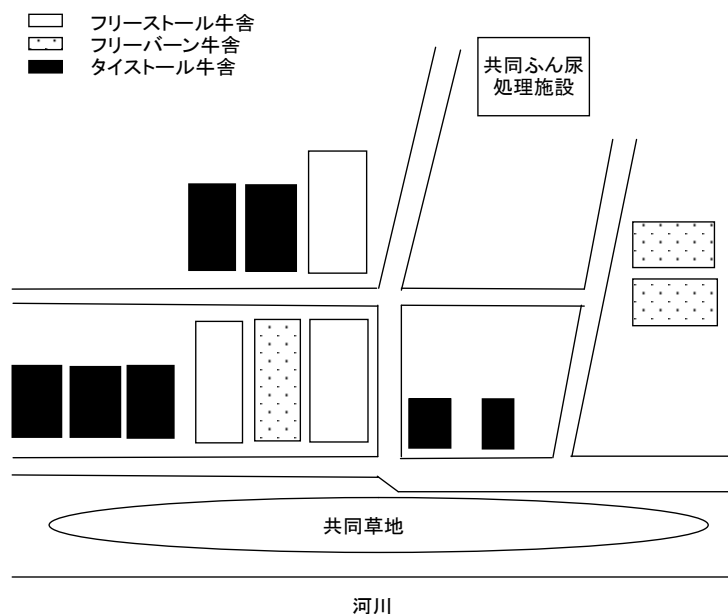 フリーストール牛舎
フリーバーン牛舎
タイストール牛舎
共同ふん尿
処理施設
共同草地
河川